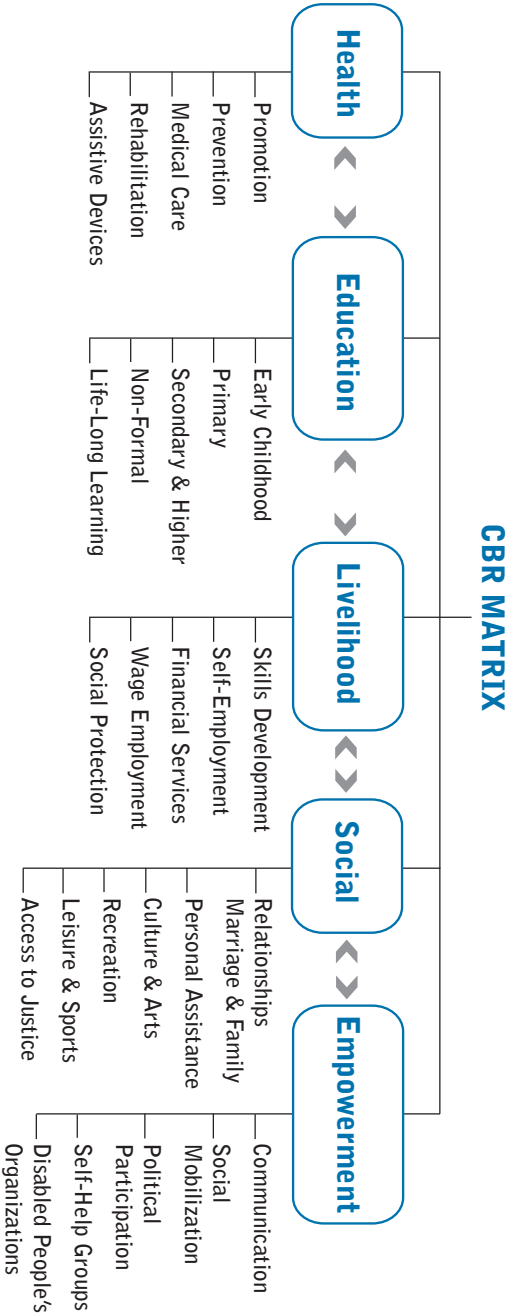 CBR MATRIX
Health
Promotion
Prevention
Medical Care
Rehabilitation
Assistive Devices
Education
Early Childhood
Primary
Secondary & Higher
Non-Formal
Life-Long Learning
Livelihood
Skills Development
Self-Employment
Financial Services
Wage Employment
Social Protection
Social
Relationships
Marriage & Family
Personal Assistance
Culture & Arts
Recreation
Leisure & Sports
Access to Justice
Empowerment
Communication
Social
Mobilization
Political
Participation
Self-Help Groups
Disabled People's
Organizations